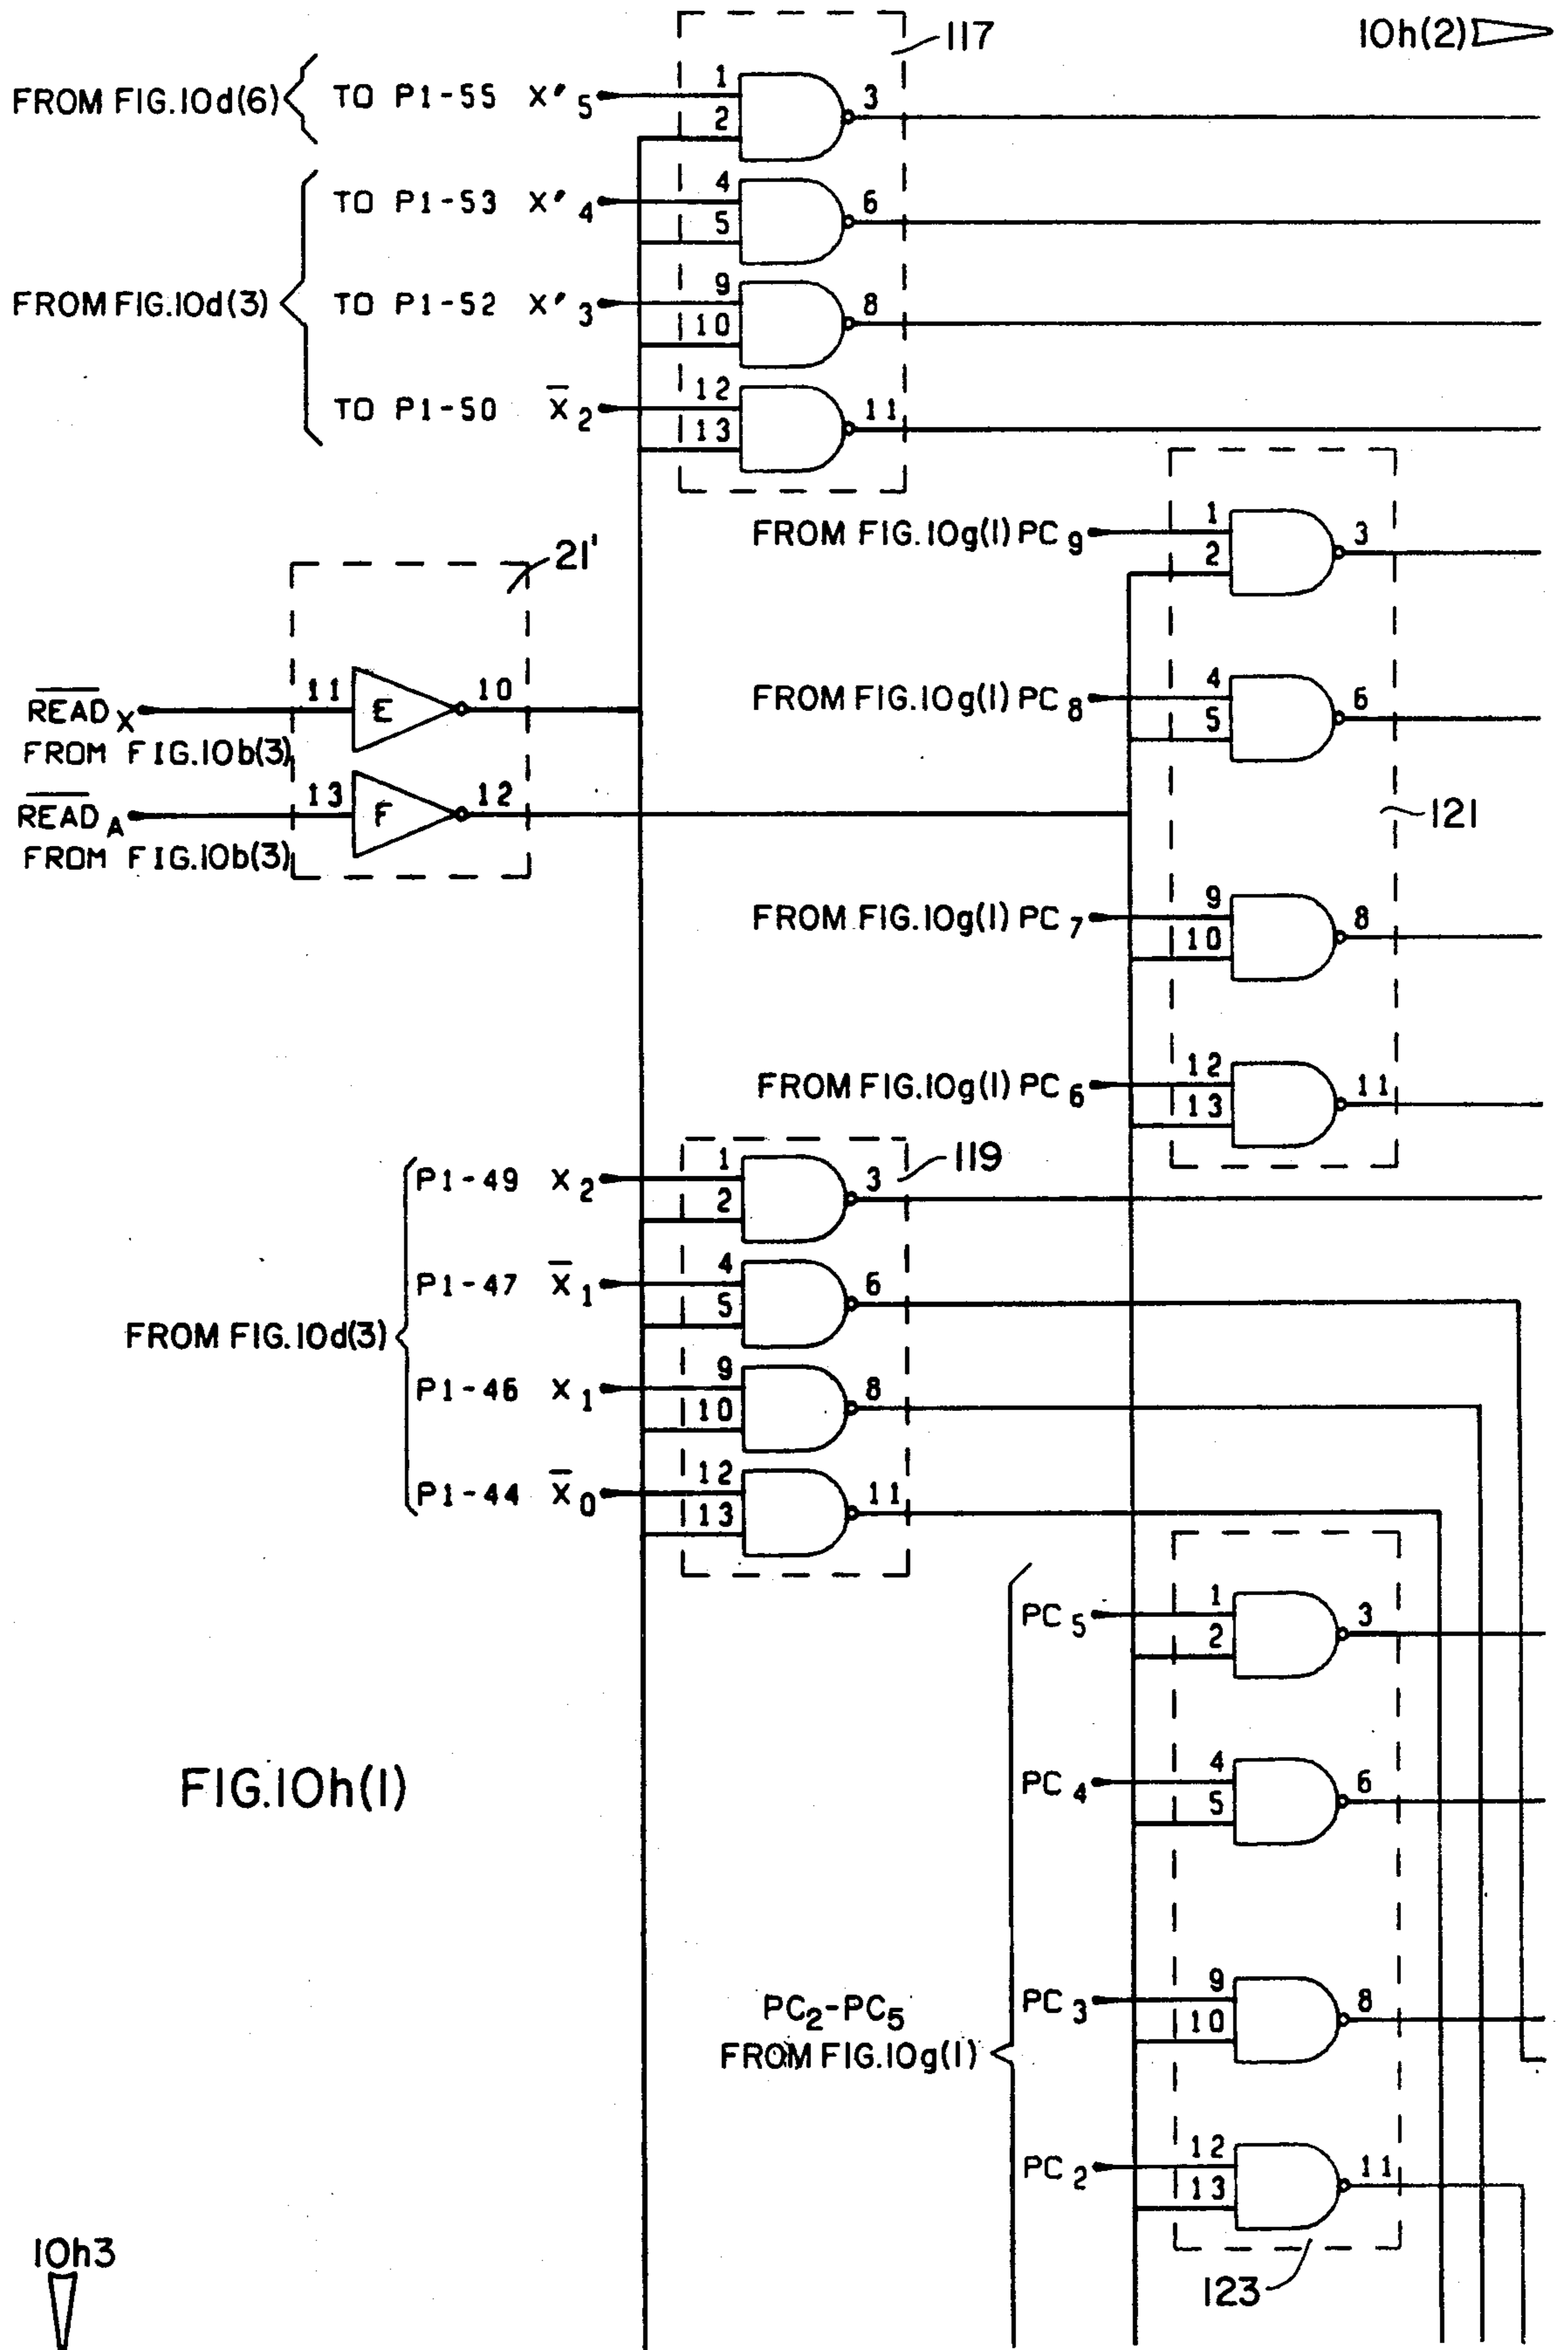 10h(2)
117
FROM FIG.10d(6) TO P1-55 X'5 1 2 3
TO P1-53 X'4 4 5 6
FROM FIG.10d(3) TO P1-52 X'3 9 10 8
TO P1-50 X̅2 12 13 11
FROM FIG.10g(1) PC9 1 2 3
21'
R̅E̅A̅D̅X 11 E 10
FROM FIG.10b(3)
FROM FIG.10g(1) PC8 4 5 6
R̅E̅A̅D̅A 13 F 12
FROM FIG.10b(3)
121
FROM FIG.10g(1) PC7 9 10 8
FROM FIG.10g(1) PC6 12 13 11
119
P1-49 X2 1 2 3
P1-47 X̅1 4 5 6
FROM FIG.10d(3)
P1-46 X1 9 10 8
P1-44 X̅0 12 13 11
PC5 1 2 3
FIG.10h(1)
PC4 4 5 6
PC3 9 10 8
PC2-PC5
FROM FIG.10g(1)
PC2 12 13 11
123
10h3